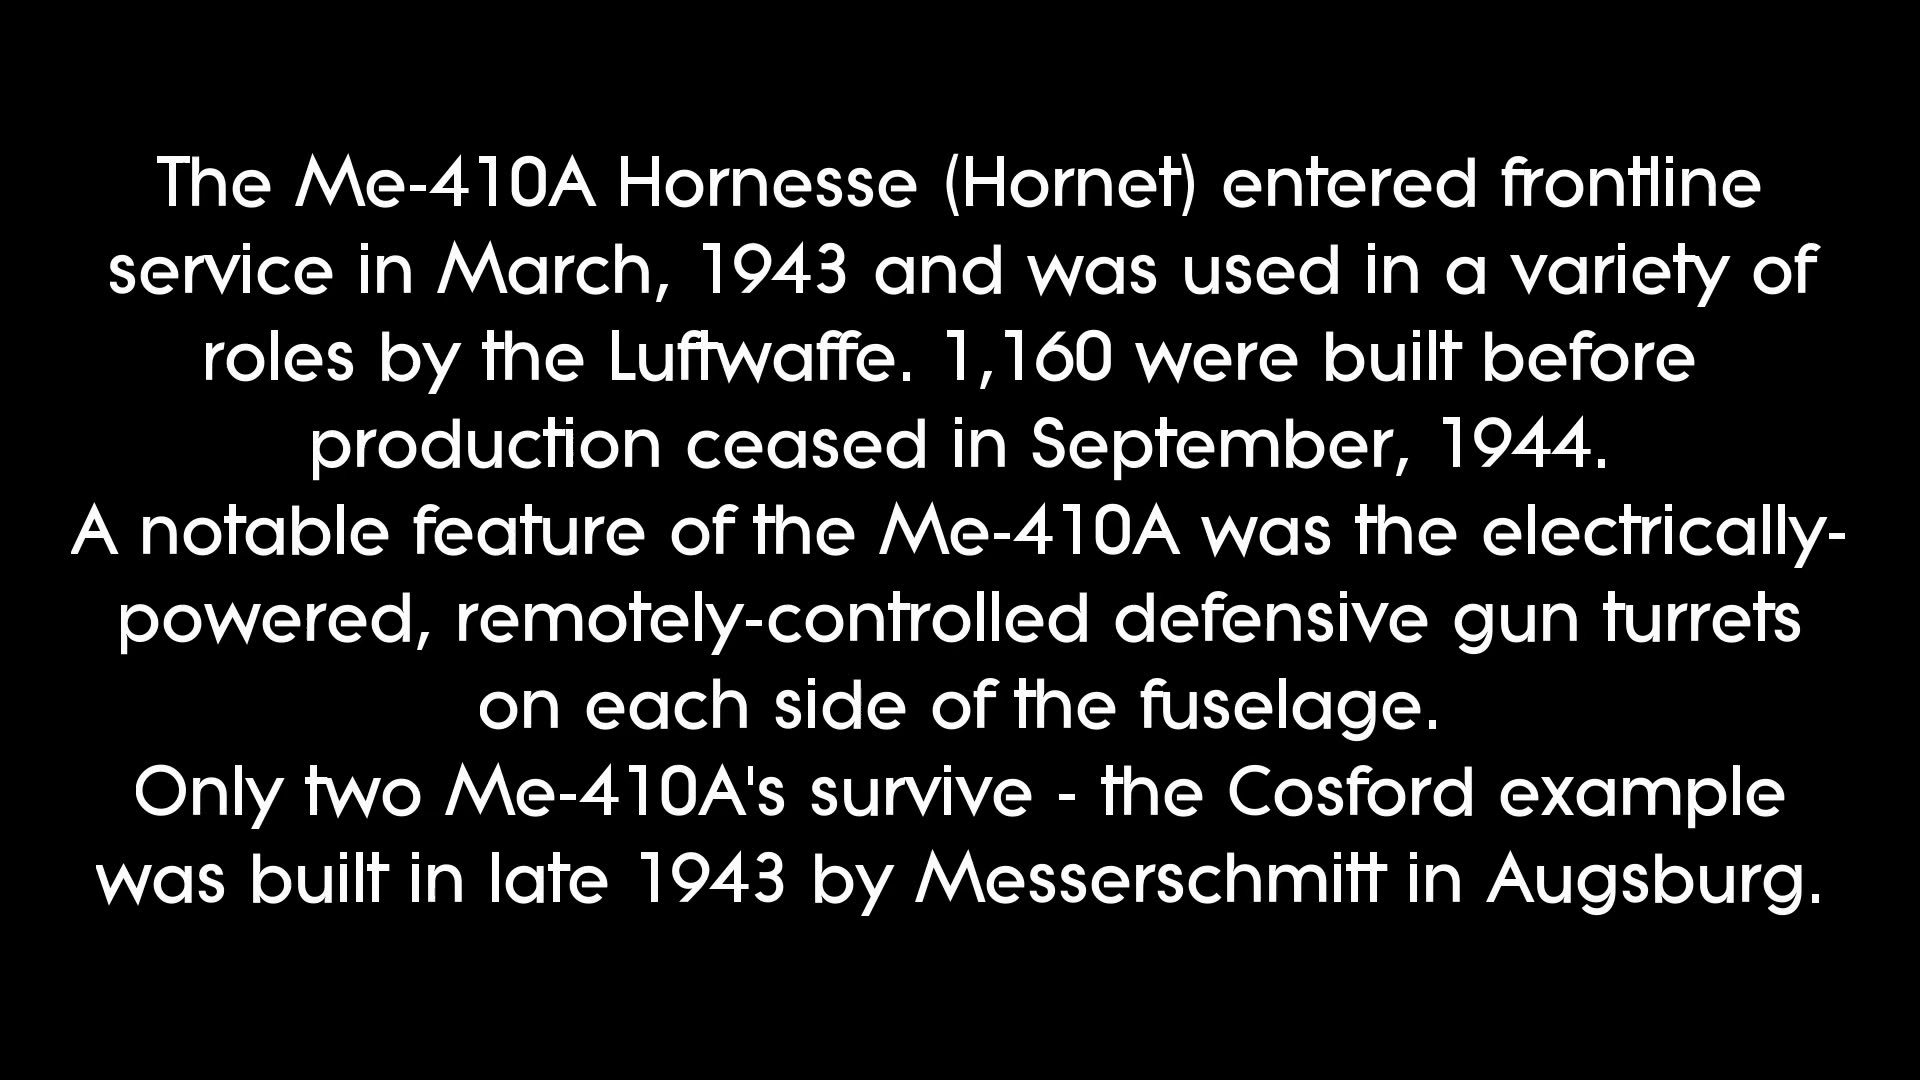 The Me-410A Hornesse (Hornet) entered frontline
service in March, 1943 and was used in a variety of
roles by the Luftwaffe. 1,160 were built before
production ceased in September, 1944.
A notable feature of the Me-410A was the electrically-
powered, remotely-controlled defensive gun turrets
on each side of the fuselage.
Only two Me-410A's survive - the Cosford example
was built in late 1943 by Messerschmitt in Augsburg.